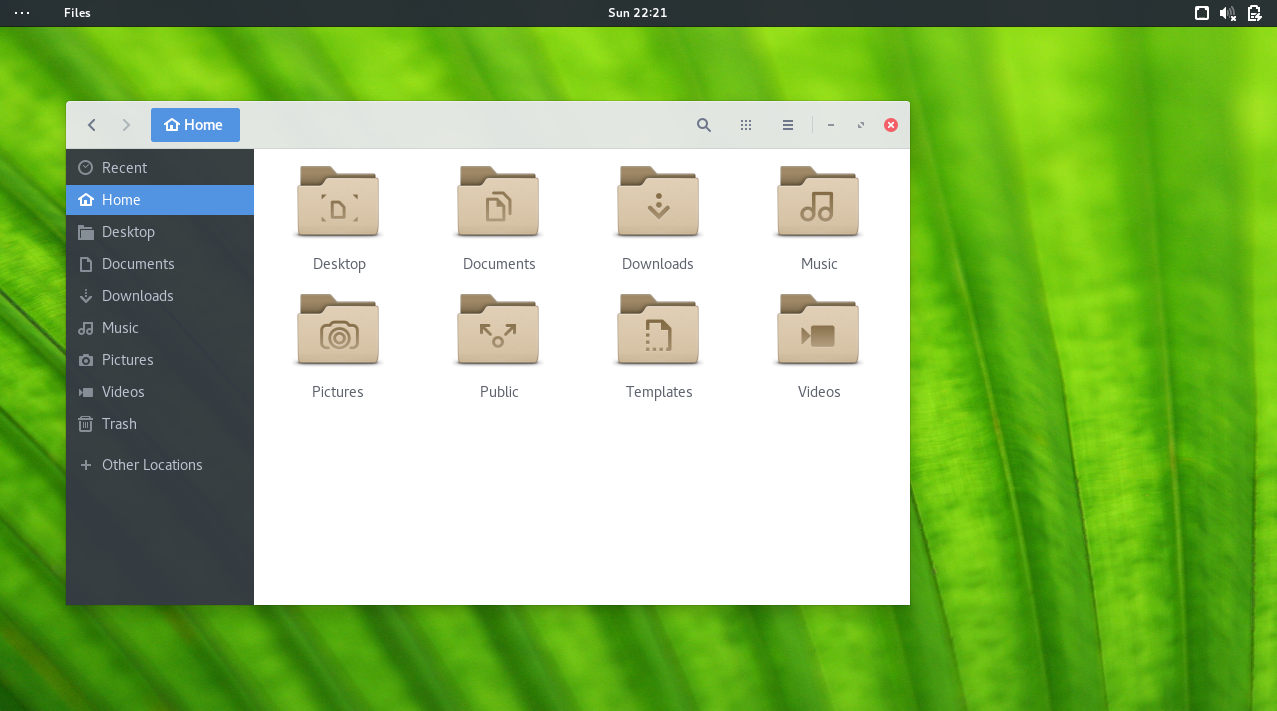 Files
Sun 22:21
Home
Recent
Home
Desktop
Documents
Downloads
Music
Pictures
Videos
Trash
Other Locations
Desktop Documents Downloads Music
Pictures Public Templates Videos